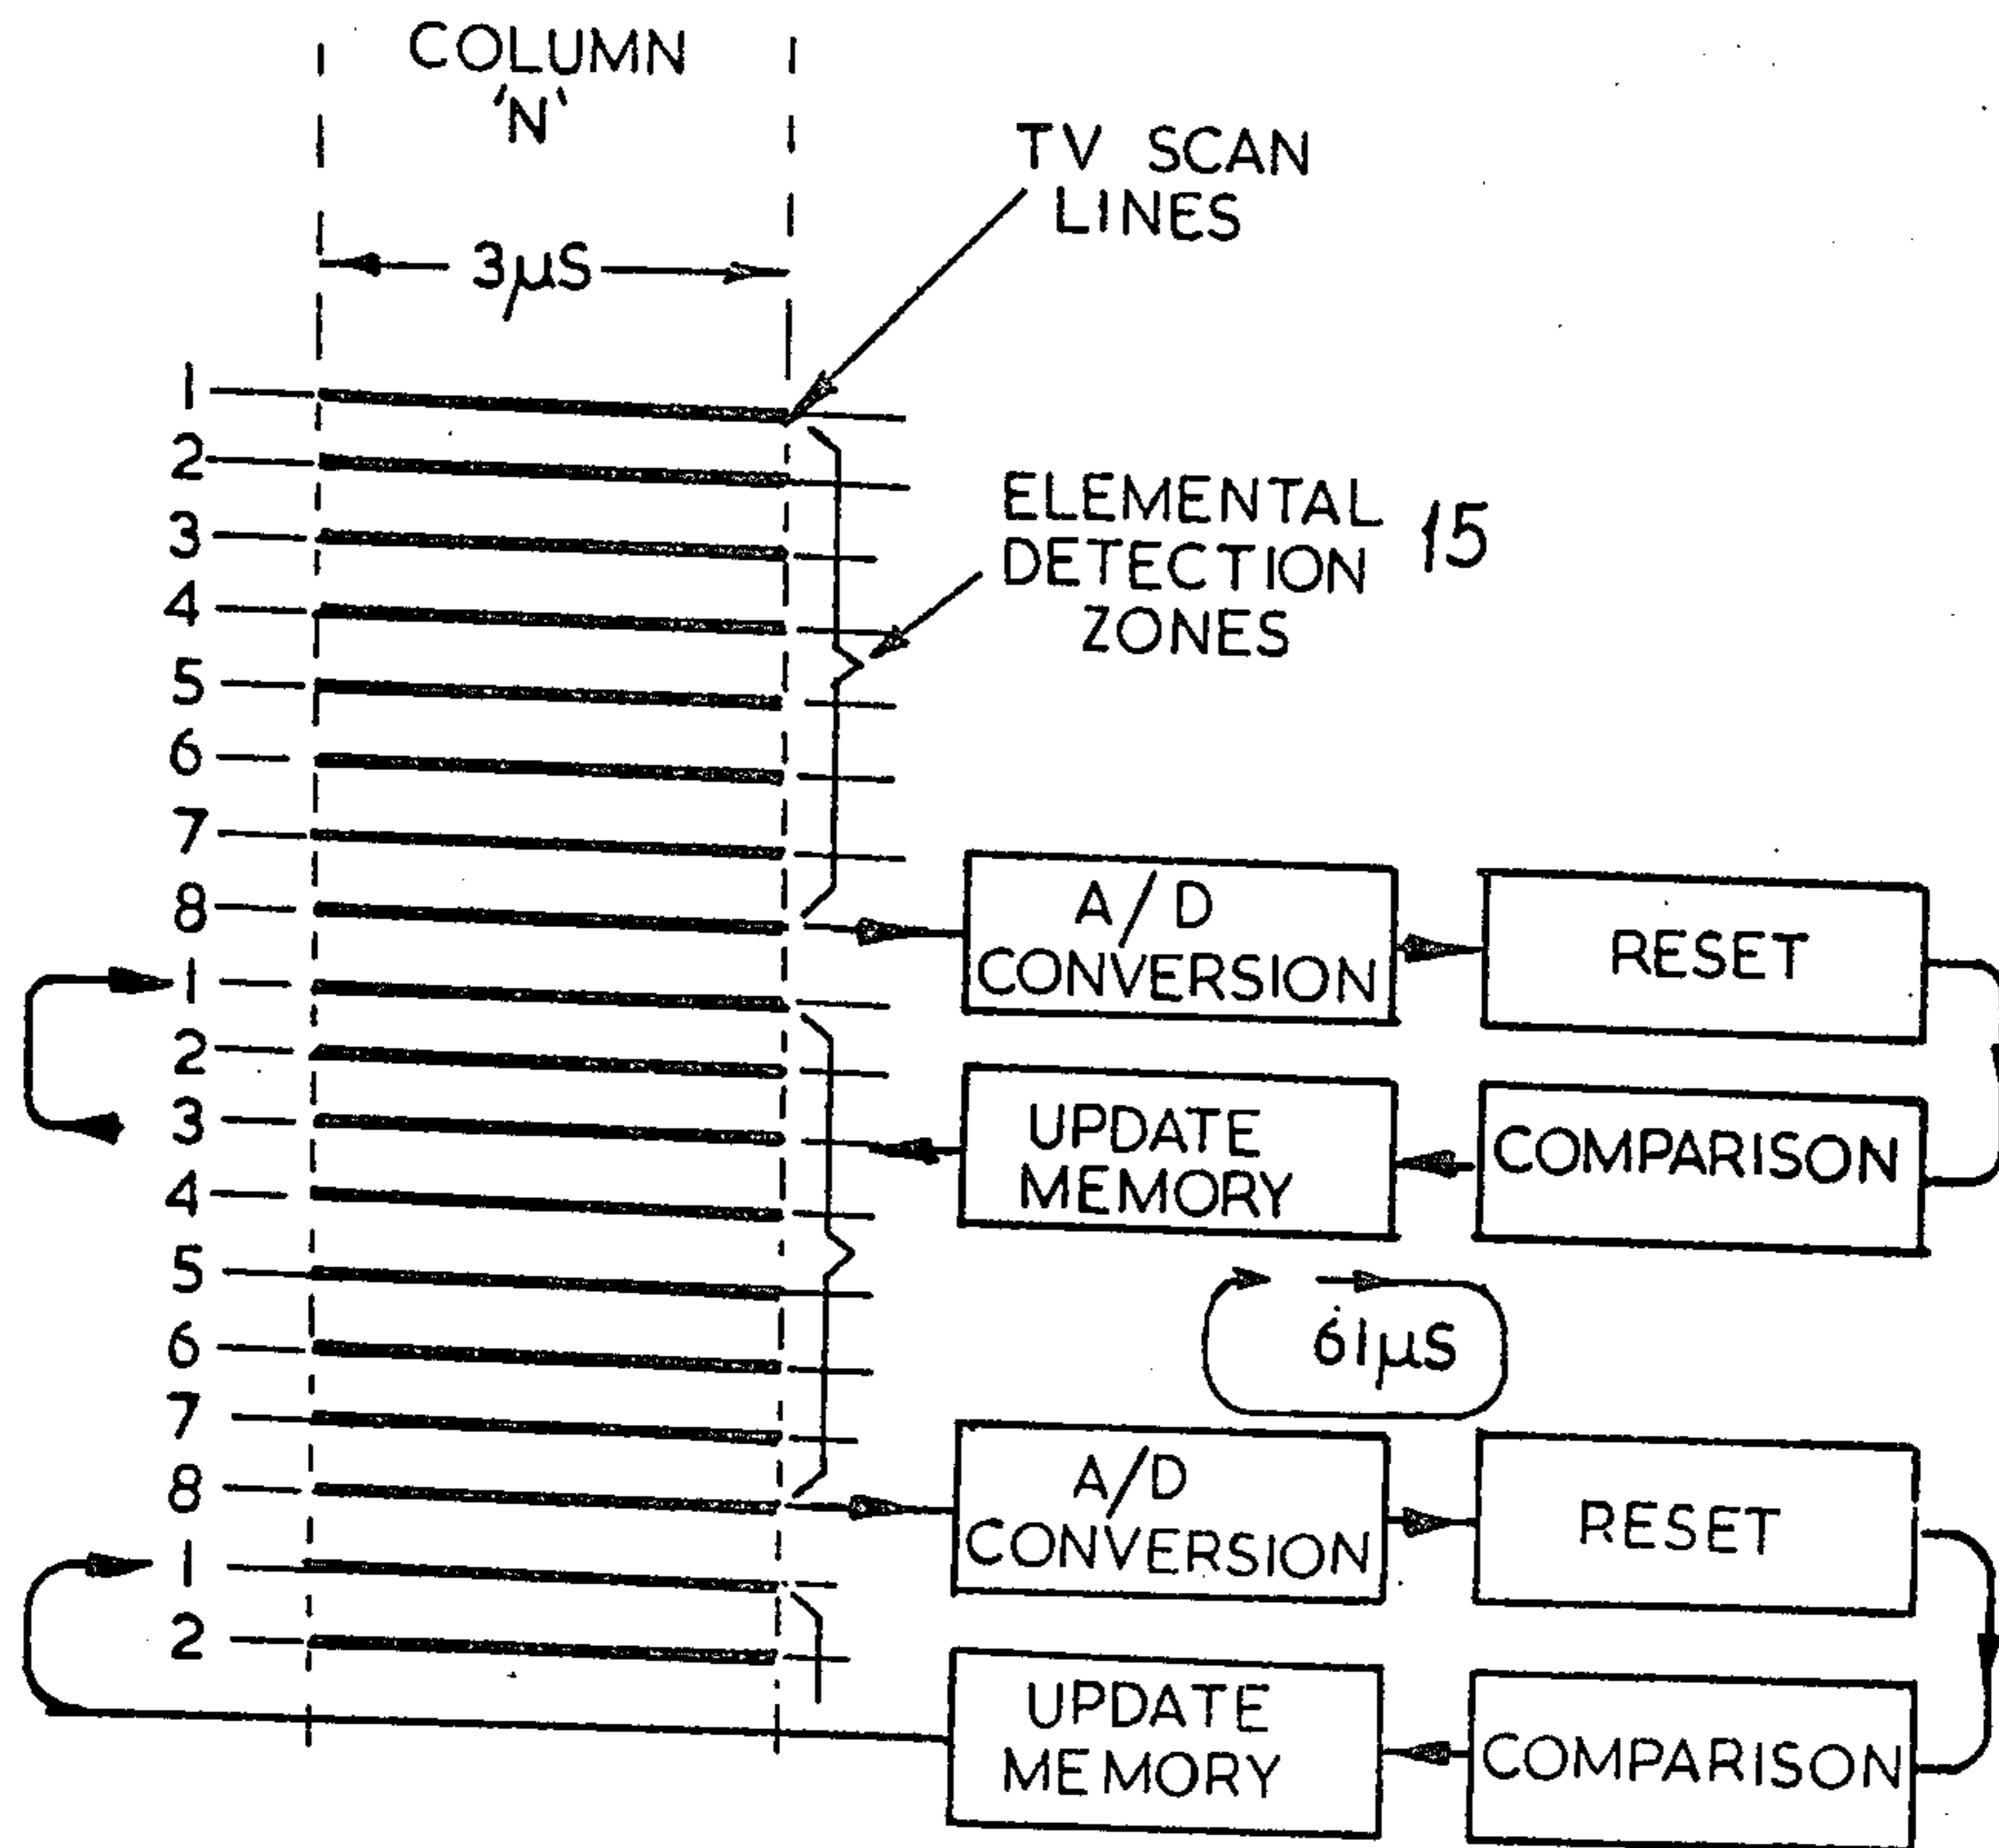 COLUMN
'N'
TV SCAN
LINES
3µS
1
2
3
4
5
6
7
8
ELEMENTAL
DETECTION
ZONES
15
A/D
CONVERSION
RESET
1
2
3
4
5
6
7
8
UPDATE
MEMORY
COMPARISON
61µS
A/D
CONVERSION
RESET
1
2
UPDATE
MEMORY
COMPARISON